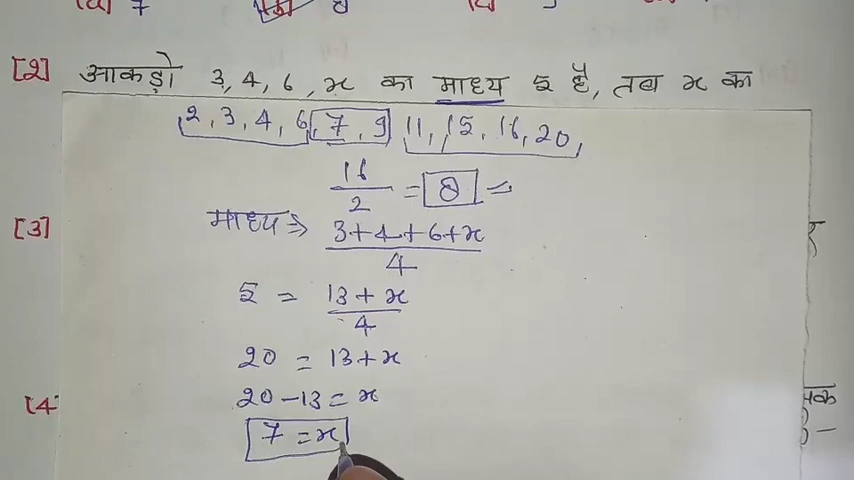 [2] आकड़ो 3, 4, 6, x का माध्य 5 है, तब x का
2, 3, 4, 6, 7, 9 11, 15, 16, 20,
16/2 = 8
[3] माध्य ⇒ 3+4+6+x/4
5 = 13+x/4
20 = 13+x
20-13 = x
[4
7 = x